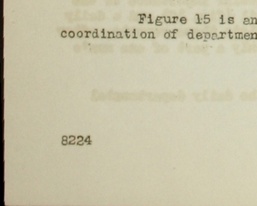 Figure 15 is an
coordination of departmen
8224